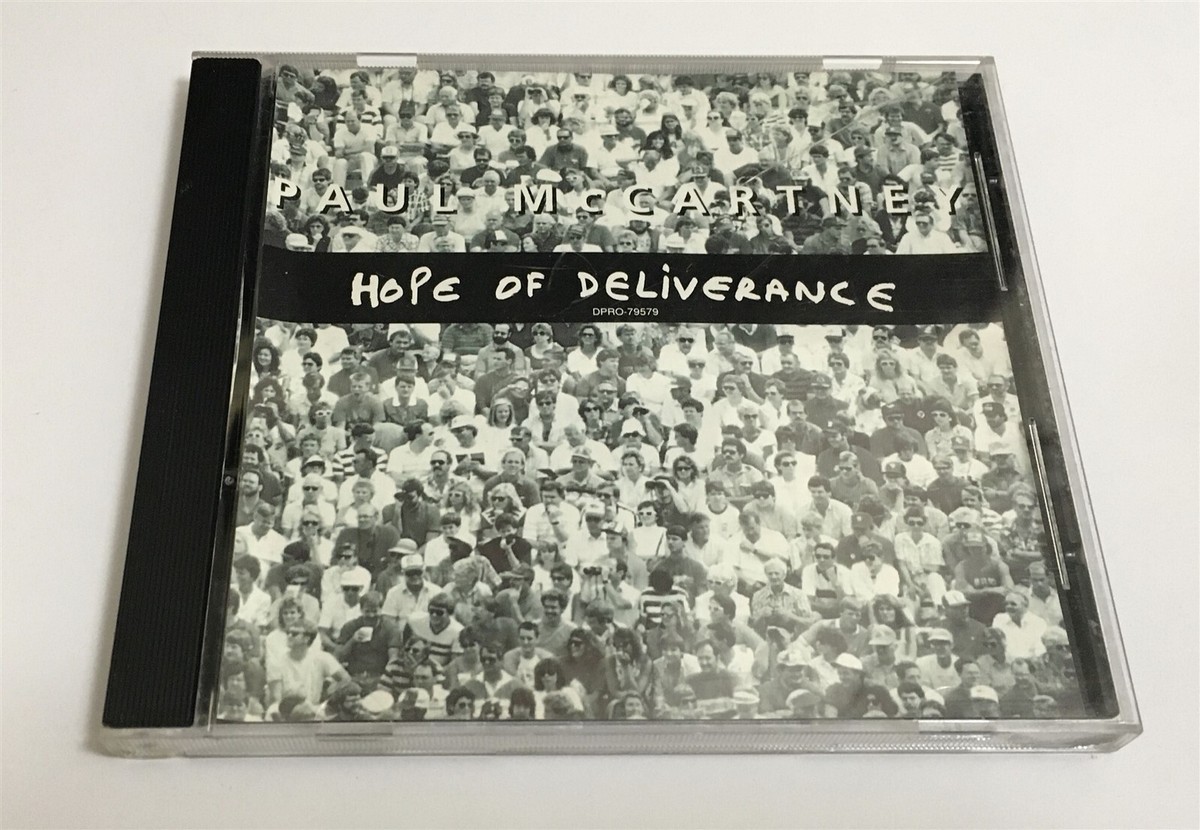 PAUL McCARTNEY
HOPE OF DELiVERANCE
DPRO-79579